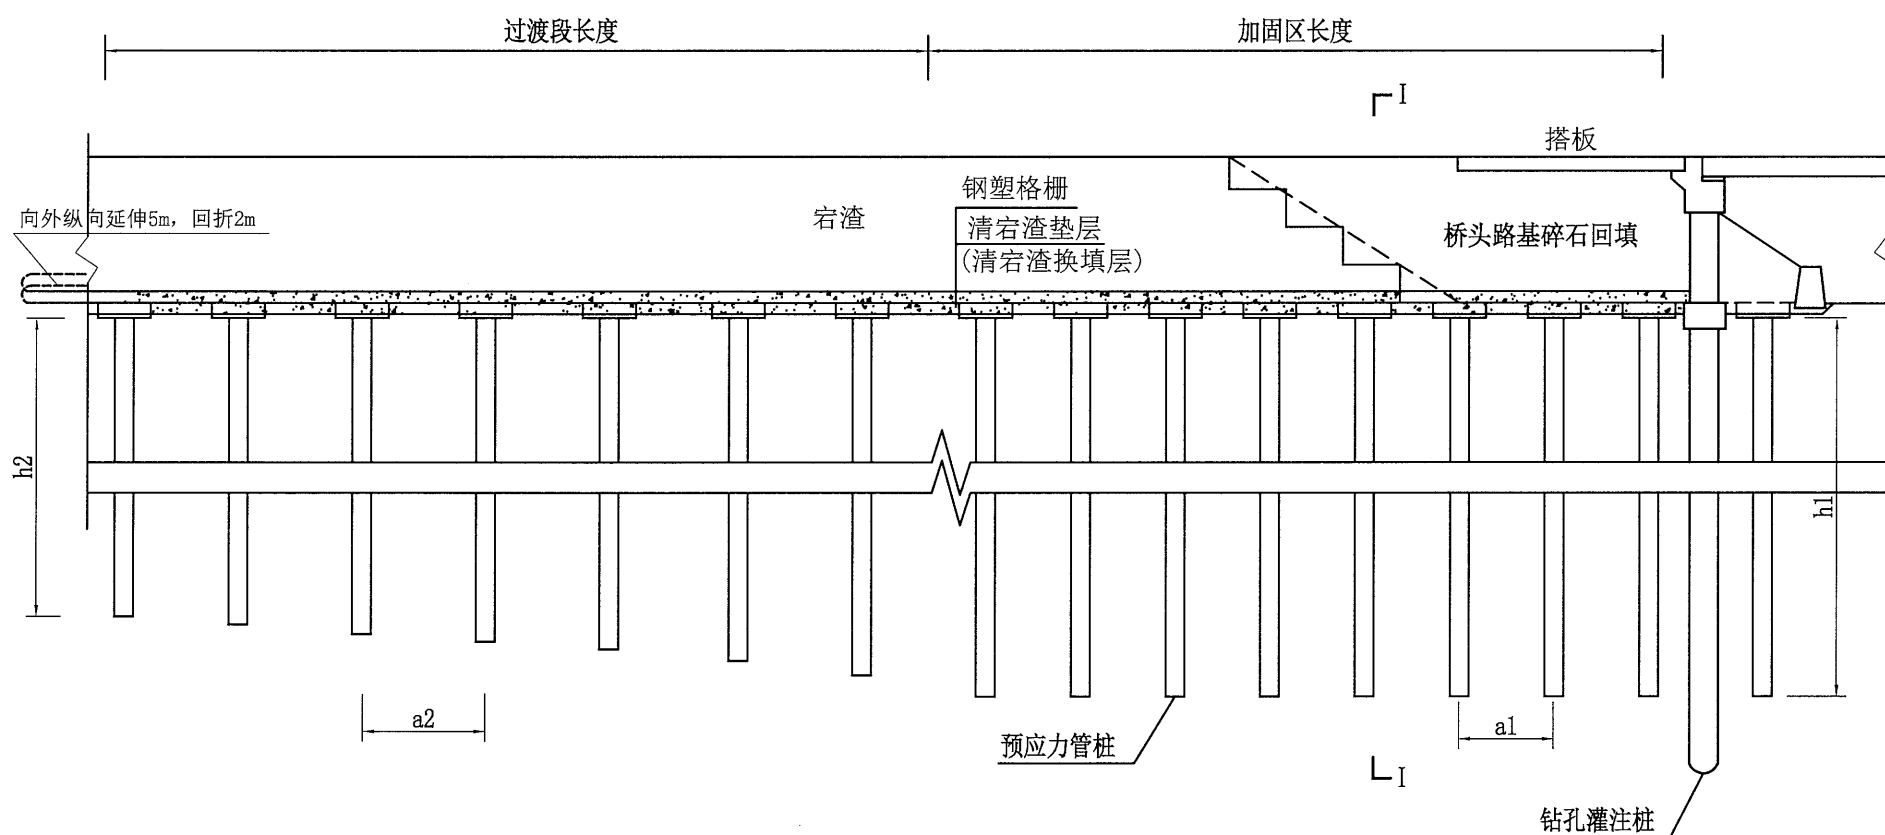 过渡段长度
加固区长度
I
搭板
钢塑格栅
向外纵向延伸5m，回折2m
宕渣
清宕渣垫层
(清宕渣换填层)
桥头路基碎石回填
h2
h1
a2
a1
预应力管桩
I
钻孔灌注桩